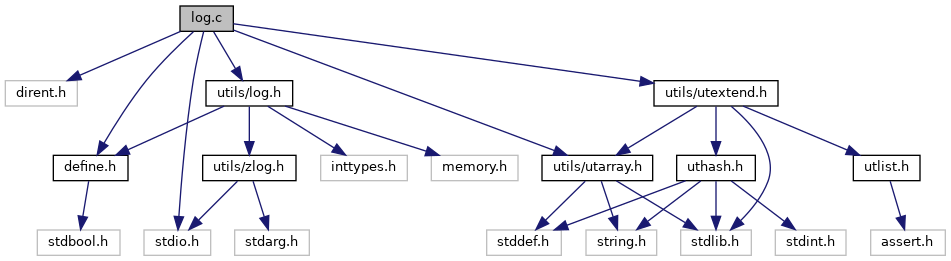 log.c
dirent.h
utils/log.h
utils/utextend.h
define.h
utils/zlog.h
inttypes.h
memory.h
utils/utarray.h
uthash.h
utlist.h
stdbool.h
stdio.h
stdarg.h
stddef.h
string.h
stdlib.h
stdint.h
assert.h